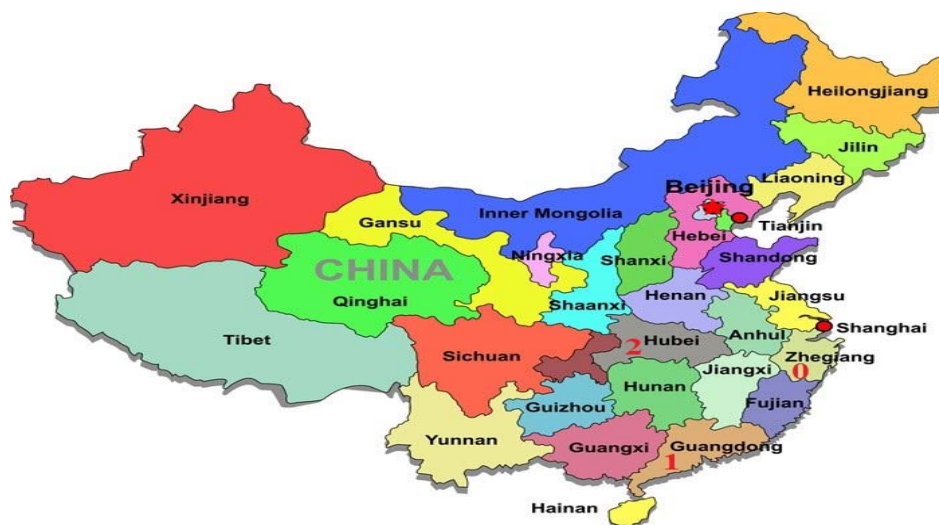 Heilongjiang
Jilin
Liaoning
Beijing
Xinjiang
Inner Mongolia
Gansu
Tianjin
Hebei
Ningxia
Shanxi
Shandong
CHINA
Qinghai
Henan
Jiangsu
Shaanxi
Shanghai
Tibet
Anhui
2
Hubei
Sichuan
Zhegiang
0
Jiangxi
Hunan
Guizhou
Fujian
Yunnan
Guangxi
Guangdong
1
Hainan